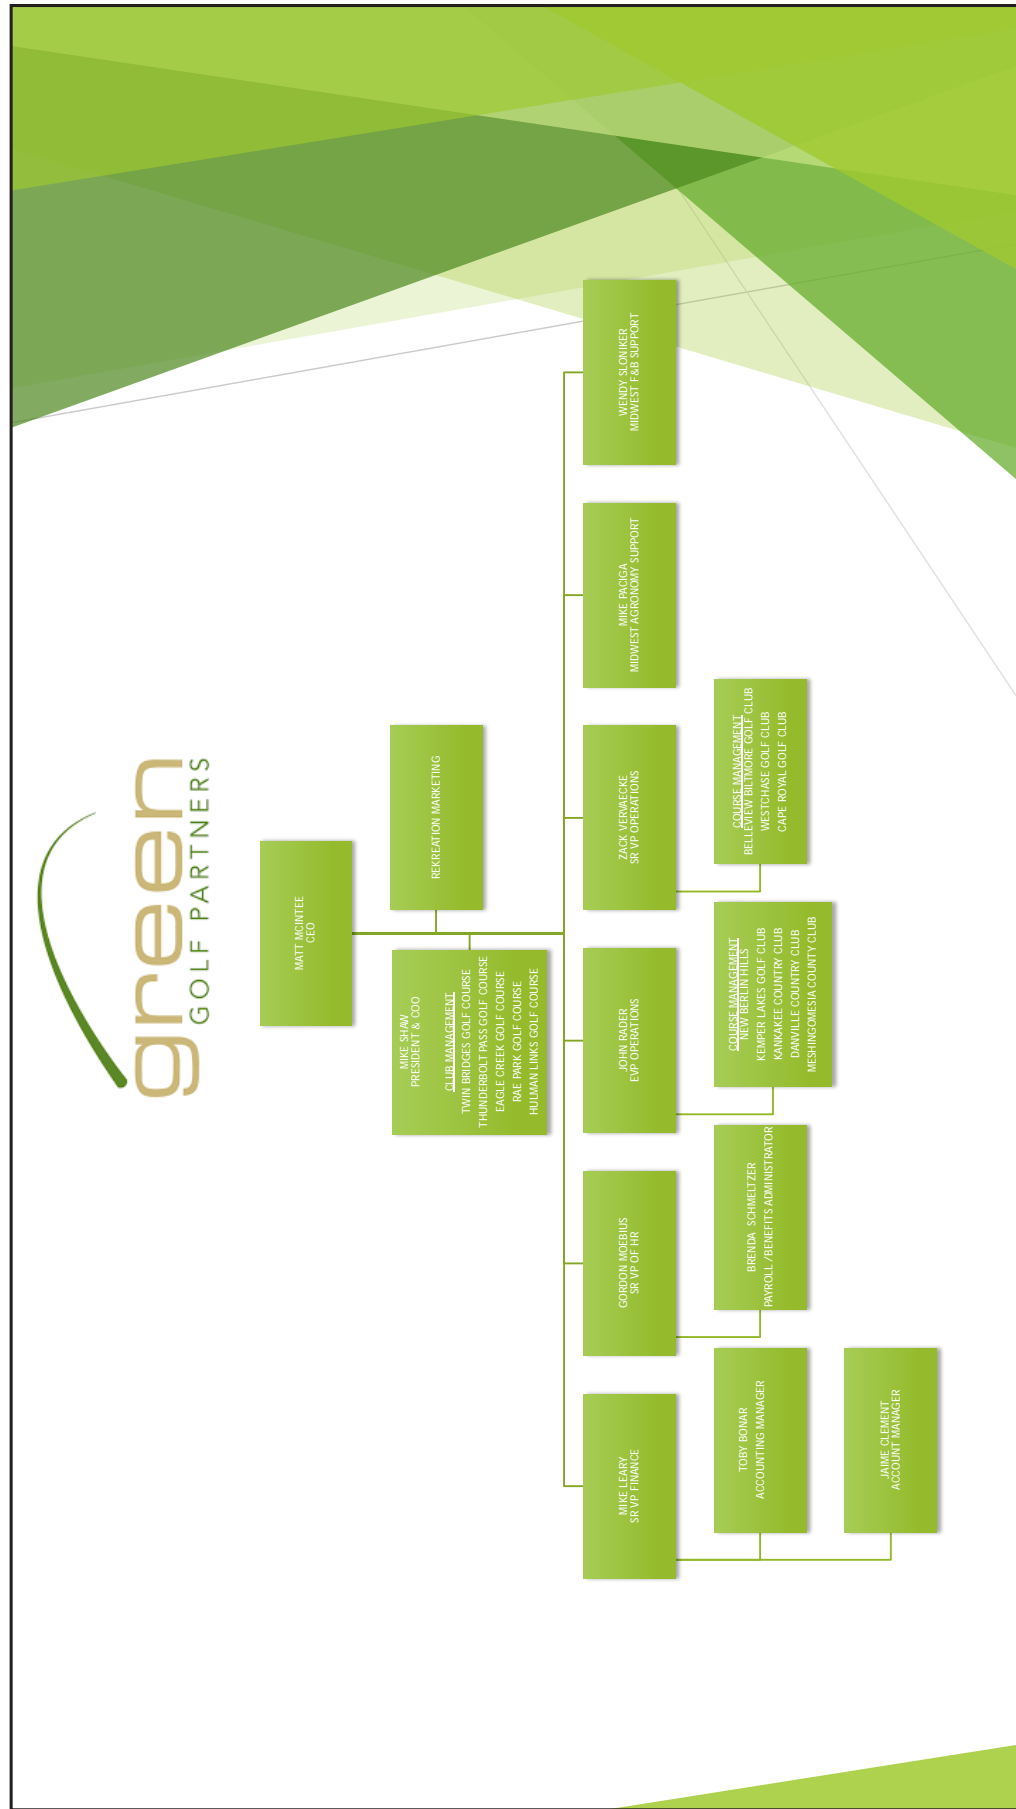 green
GOLF PARTNERS
MATT MCINTEE
CEO
MIKE SHAW
PRESIDENT & COO
CLUB MANAGEMENT
TWIN BRIDGES GOLF COURSE
THUNDERBOLT PASS GOLF COURSE
EAGLE CREEK GOLF COURSE
RAE PARK GOLF COURSE
HULMAN LINKS GOLF COURSE
REKREATION MARKETING
MIKE LEARY
SR VP FINANCE
GORDON MOEBIUS
SR VP OF HR
JOHN RADER
EVP OPERATIONS
ZACK VERVAECKE
SR VP OPERATIONS
MIKE PACIGA
MIDWEST AGRONOMY SUPPORT
WENDY SLONIKER
MIDWEST F&B SUPPORT
TOBY BONAR
ACCOUNTING MANAGER
BRENDA SCHMELTZER
PAYROLL /BENEFITS ADMINISTRATOR
COURSE MANAGEMENT
NEW BERLIN HILLS
KEMPER LAKES GOLF CLUB
KANKAKEE COUNTRY CLUB
DANVILLE COUNTRY CLUB
MESHINGOMESIA COUNTY CLUB
COURSE MANAGEMENT
BELLEVIEW BILTMORE GOLF CLUB
WESTCHASE GOLF CLUB
CAPE ROYAL GOLF CLUB
JAIME CLEMENT
ACCOUNT MANAGER